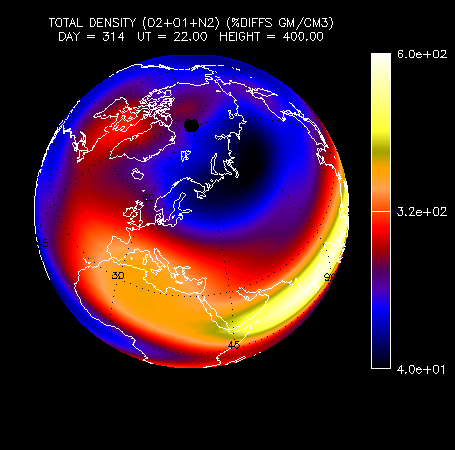 TOTAL DENSITY (O2+O1+N2) (%DIFFS GM/CM3)
DAY = 314 UT = 22.00 HEIGHT = 400.00
6.0e+02
3.2e+02
30
90
45
4.0e+01